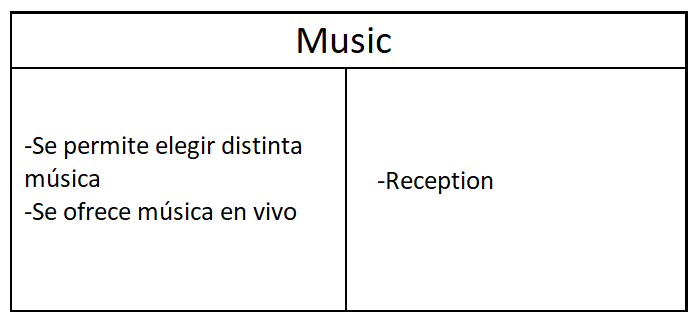 Music
-Se permite elegir distinta
música
-Se ofrece música en vivo
-Reception